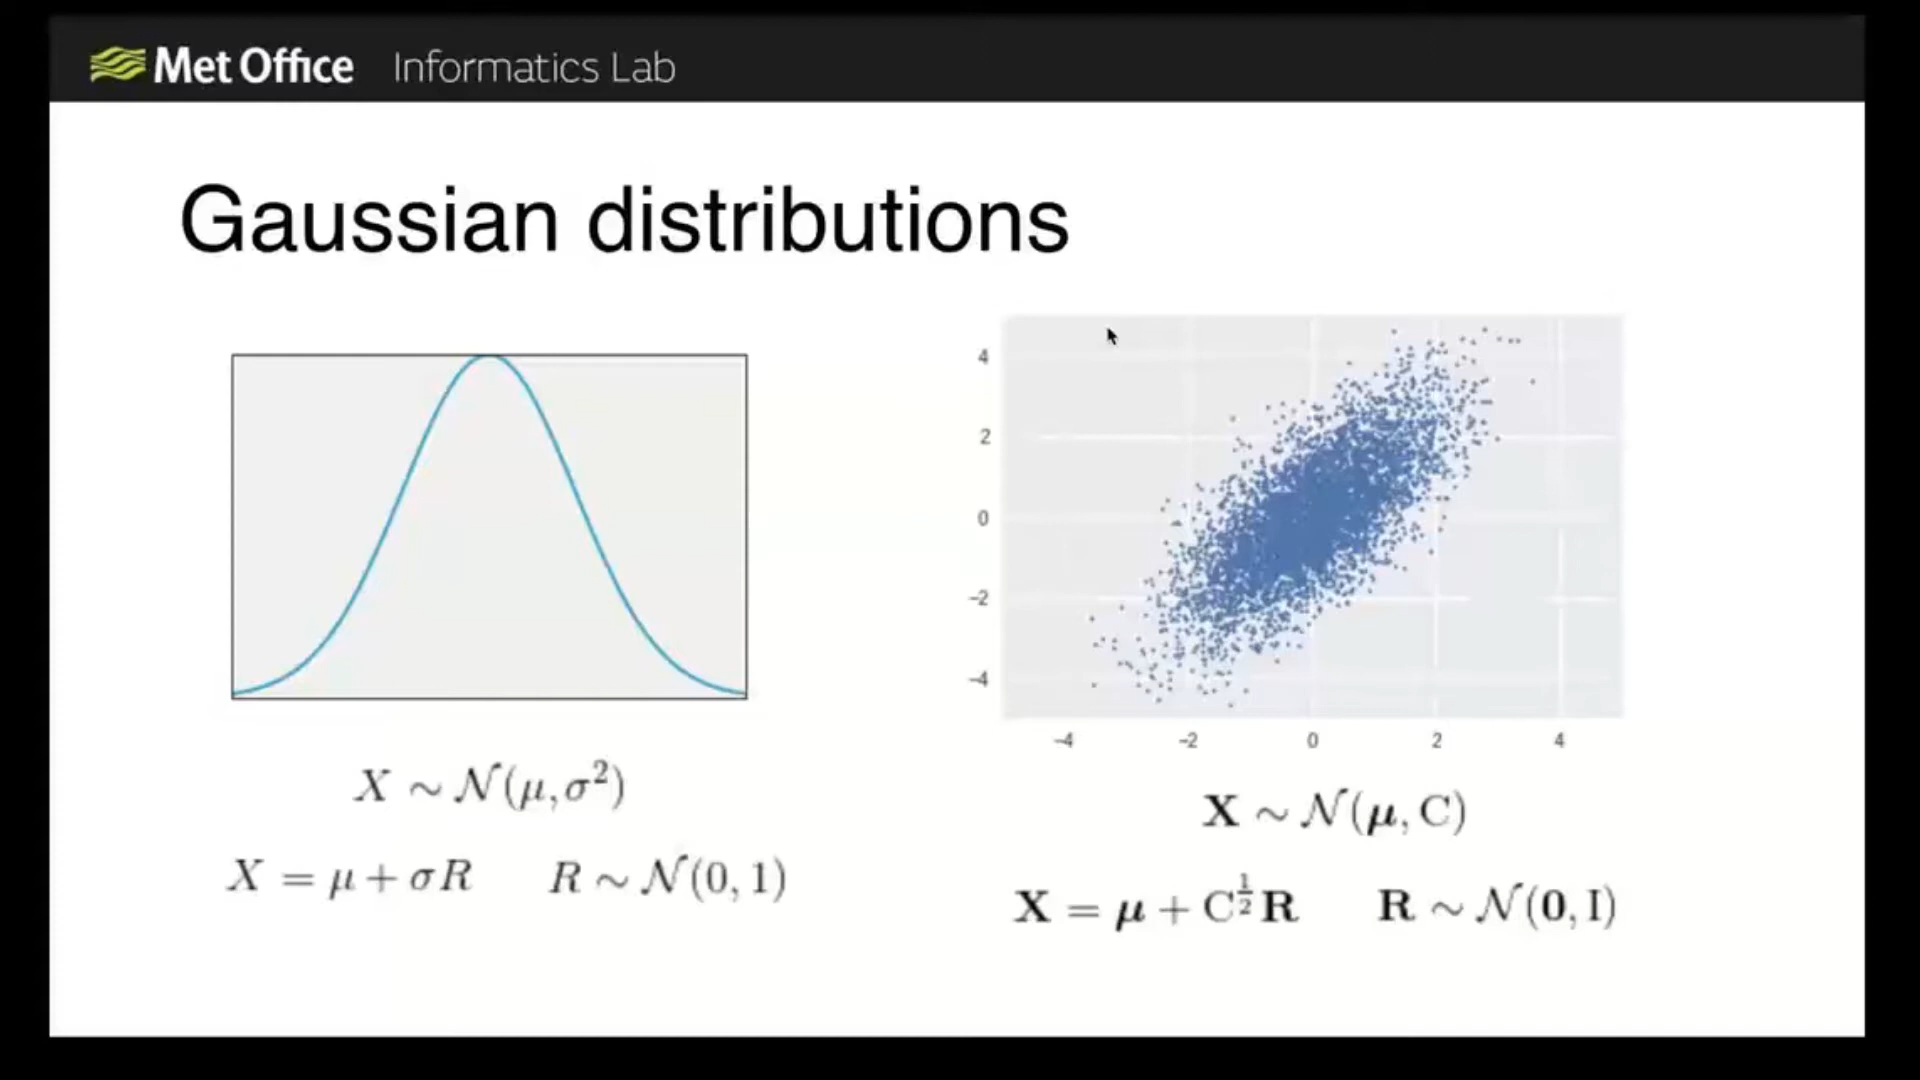 Met Office Informatics Lab
Gaussian distributions
4
2
0
−2
−4
−4 −2 0 2 4
X ∼ 𝒩(μ, σ²)
X = μ + σR R ∼ 𝒩(0, 1)
𝐗 ∼ 𝒩(𝛍, C)
𝐗 = 𝛍 + C^½ 𝐑 𝐑 ∼ 𝒩(𝟎, I)